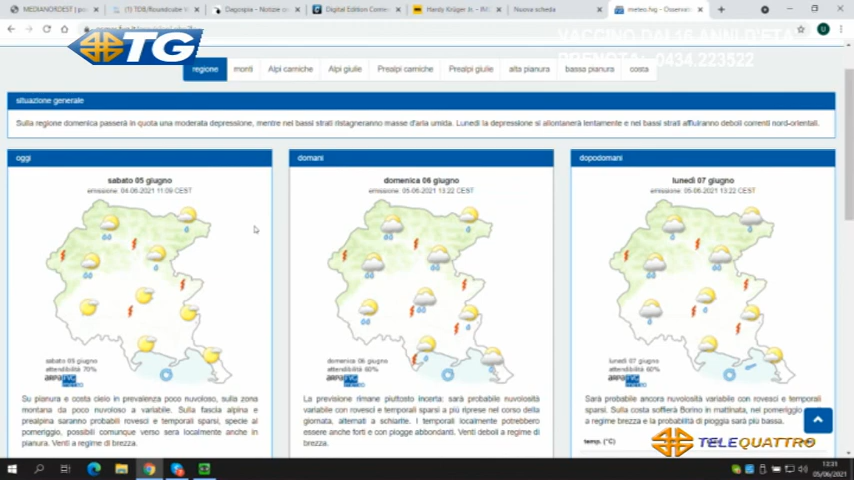 MEDIANORDEST | po
(1) TDB/Roundcube
Dagospia - Notizie
Digital Edition
Hardy Krüger Jr. -
Nuova scheda
meteo.fvg - Osservato
TG
VACCINO DAI 16 ANNI D'ETA'
PRENOTA: 0434.223522
regione
monti
Alpi carniche
Alpi giulie
Prealpi carniche
Prealpi giulie
alta pianura
bassa pianura
costa
situazione generale
Sulla regione domenica passerà in quota una moderata depressione, mentre nei bassi strati ristagneranno masse d'aria umida. Lunedì la depressione si allontanerà lentamente e nei bassi strati affluiranno deboli correnti nord-orientali.
oggi
sabato 05 giugno
emissione: 04-06-2021 11:09 CEST
sabato 05 giugno
attendibilità 70%
Su pianura e costa cielo in prevalenza poco nuvoloso, sulla zona
montana da poco nuvoloso a variabile. Sulla fascia alpina e
prealpina saranno probabili rovesci e temporali sparsi, specie al
pomeriggio, possibili comunque verso sera localmente anche in
pianura. Venti a regime di brezza.
domani
domenica 06 giugno
emissione: 05-06-2021 13:22 CEST
domenica 06 giugno
attendibilità 60%
La previsione rimane piuttosto incerta: sarà probabile nuvolosità
variabile con rovesci e temporali sparsi a più riprese nel corso della
giornata, alternati a schiarite. I temporali localmente potrebbero
essere anche forti e con piogge abbondanti. Venti deboli a regime di
brezza.
dopodomani
lunedì 07 giugno
emissione: 05-06-2021 13:22 CEST
lunedì 07 giugno
attendibilità 60%
Sarà probabile ancora nuvolosità variabile con rovesci e temporali
sparsi. Sulla costa soffierà Borino in mattinata, nel pomeriggio
a brezza e la probabilità di pioggia sarà più bassa.
temp. (°C)
TELEQUATTRO
12:31
05/06/2021